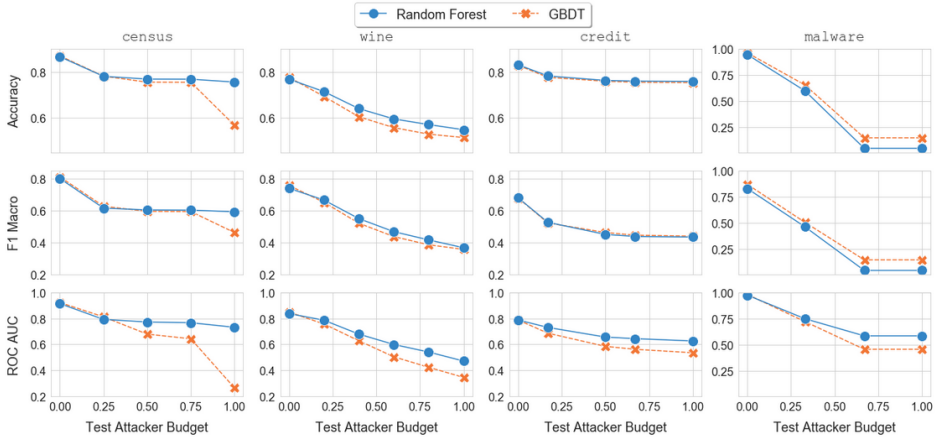 Random Forest GBDT
census wine credit malware
Accuracy
0.8 0.8 0.8 1.00
0.75
0.6 0.6 0.6 0.50
0.25
F1 Macro
0.8 0.8 0.8 1.00
0.6 0.6 0.6 0.75
0.4 0.4 0.4 0.50
0.2 0.2 0.2 0.25
ROC AUC
1.0 1.0 1.0 1.00
0.8 0.8 0.8 0.75
0.6 0.6 0.6 0.50
0.4 0.4 0.4 0.25
0.2 0.2 0.2
0.00 0.25 0.50 0.75 1.00 0.00 0.25 0.50 0.75 1.00 0.00 0.25 0.50 0.75 1.00 0.00 0.25 0.50 0.75 1.00
Test Attacker Budget Test Attacker Budget Test Attacker Budget Test Attacker Budget